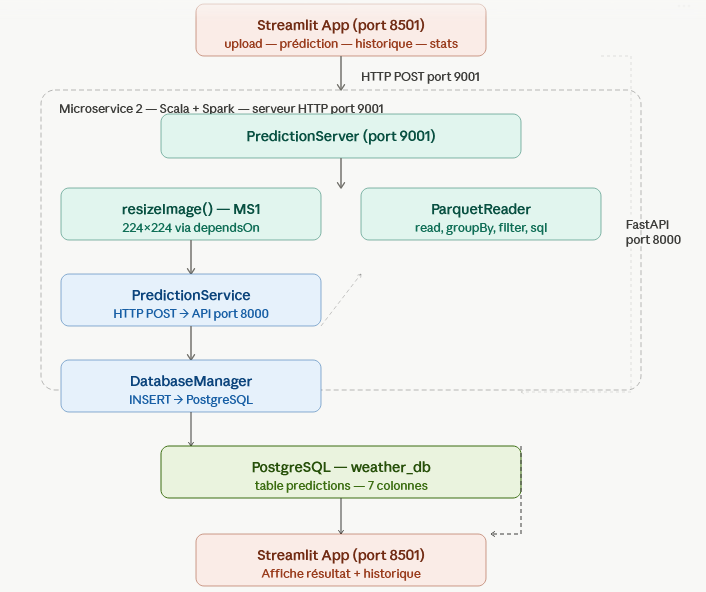 Streamlit App (port 8501)
upload — prédiction — historique — stats
HTTP POST port 9001
Microservice 2 — Scala + Spark — serveur HTTP port 9001
PredictionServer (port 9001)
resizeImage() — MS1
224×224 via dependsOn
ParquetReader
read, groupBy, filter, sql
FastAPI
port 8000
PredictionService
HTTP POST → API port 8000
DatabaseManager
INSERT → PostgreSQL
PostgreSQL — weather_db
table predictions — 7 colonnes
Streamlit App (port 8501)
Affiche résultat + historique